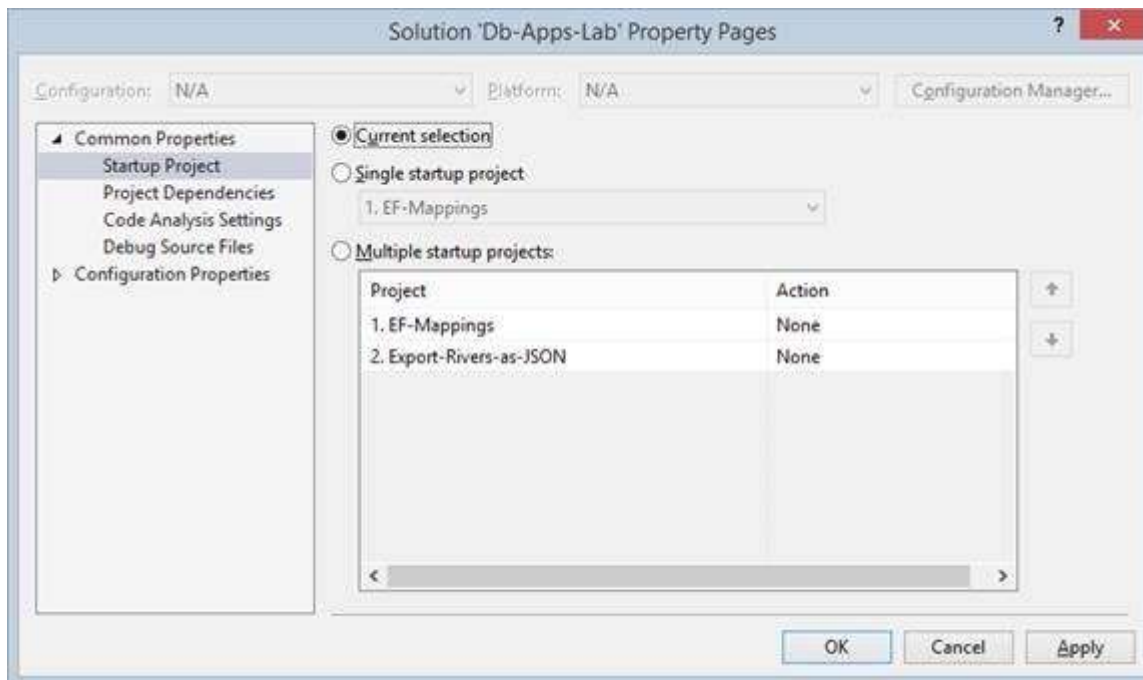 Solution 'Db-Apps-Lab' Property Pages
?
Configuration: N/A Platform: N/A Configuration Manager...
Common Properties
Startup Project
Project Dependencies
Code Analysis Settings
Debug Source Files
Configuration Properties
Current selection
Single startup project
1. EF-Mappings
Multiple startup projects:
Project Action
1. EF-Mappings None
2. Export-Rivers-as-JSON None
OK Cancel Apply